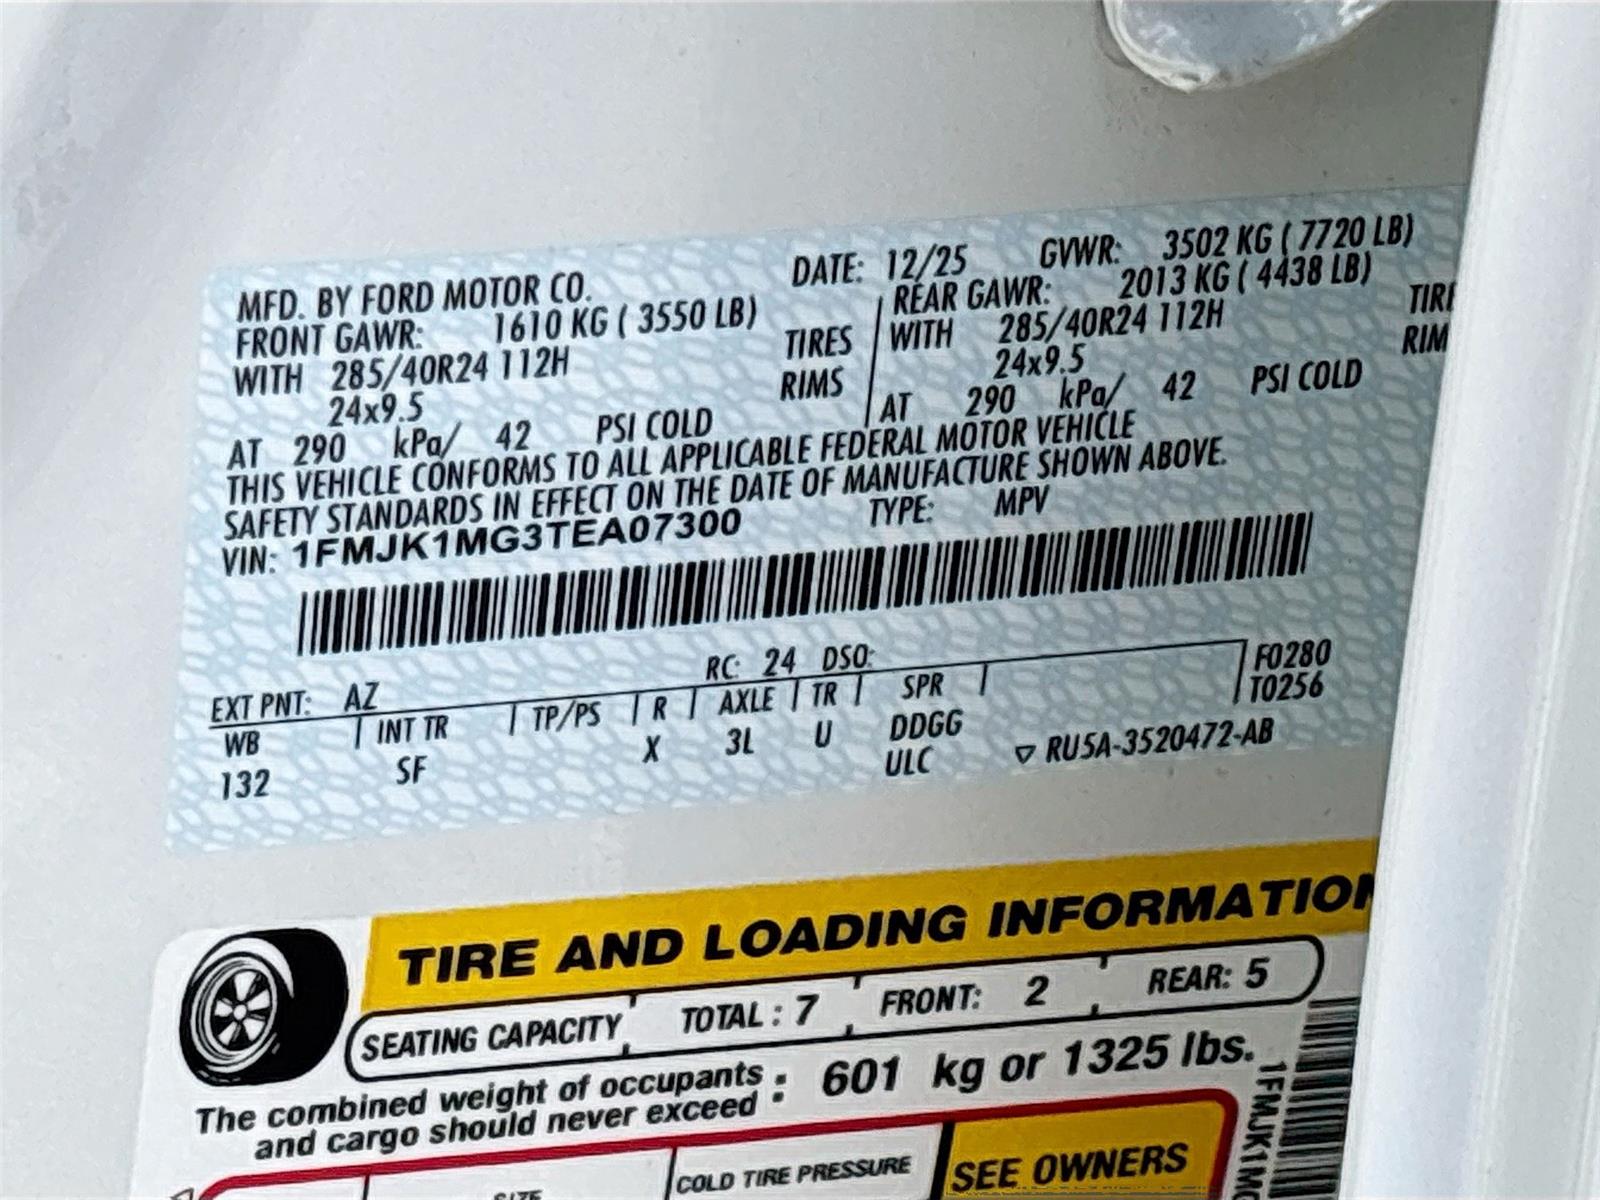 MFD. BY FORD MOTOR CO. DATE: 12/25 GVWR: 3502 KG ( 7720 LB)
FRONT GAWR: 1610 KG ( 3550 LB) REAR GAWR: 2013 KG ( 4438 LB)
WITH 285/40R24 112H TIRES WITH 285/40R24 112H TIRE
24x9.5 RIMS 24x9.5 RIM
AT 290 kPa/ 42 PSI COLD AT 290 kPa/ 42 PSI COLD
THIS VEHICLE CONFORMS TO ALL APPLICABLE FEDERAL MOTOR VEHICLE
SAFETY STANDARDS IN EFFECT ON THE DATE OF MANUFACTURE SHOWN ABOVE.
VIN: 1FMJK1MG3TEA07300 TYPE: MPV
EXT PNT: AZ RC: 24 DSO: F0280
WB INT TR TP/PS R AXLE TR SPR T0256
132 SF X 3L U DDGG
ULC ▽ RU5A-3520472-AB
TIRE AND LOADING INFORMATION
SEATING CAPACITY TOTAL : 7 FRONT: 2 REAR: 5
The combined weight of occupants
and cargo should never exceed : 601 kg or 1325 lbs.
SIZE COLD TIRE PRESSURE SEE OWNERS
1FMJK1MG